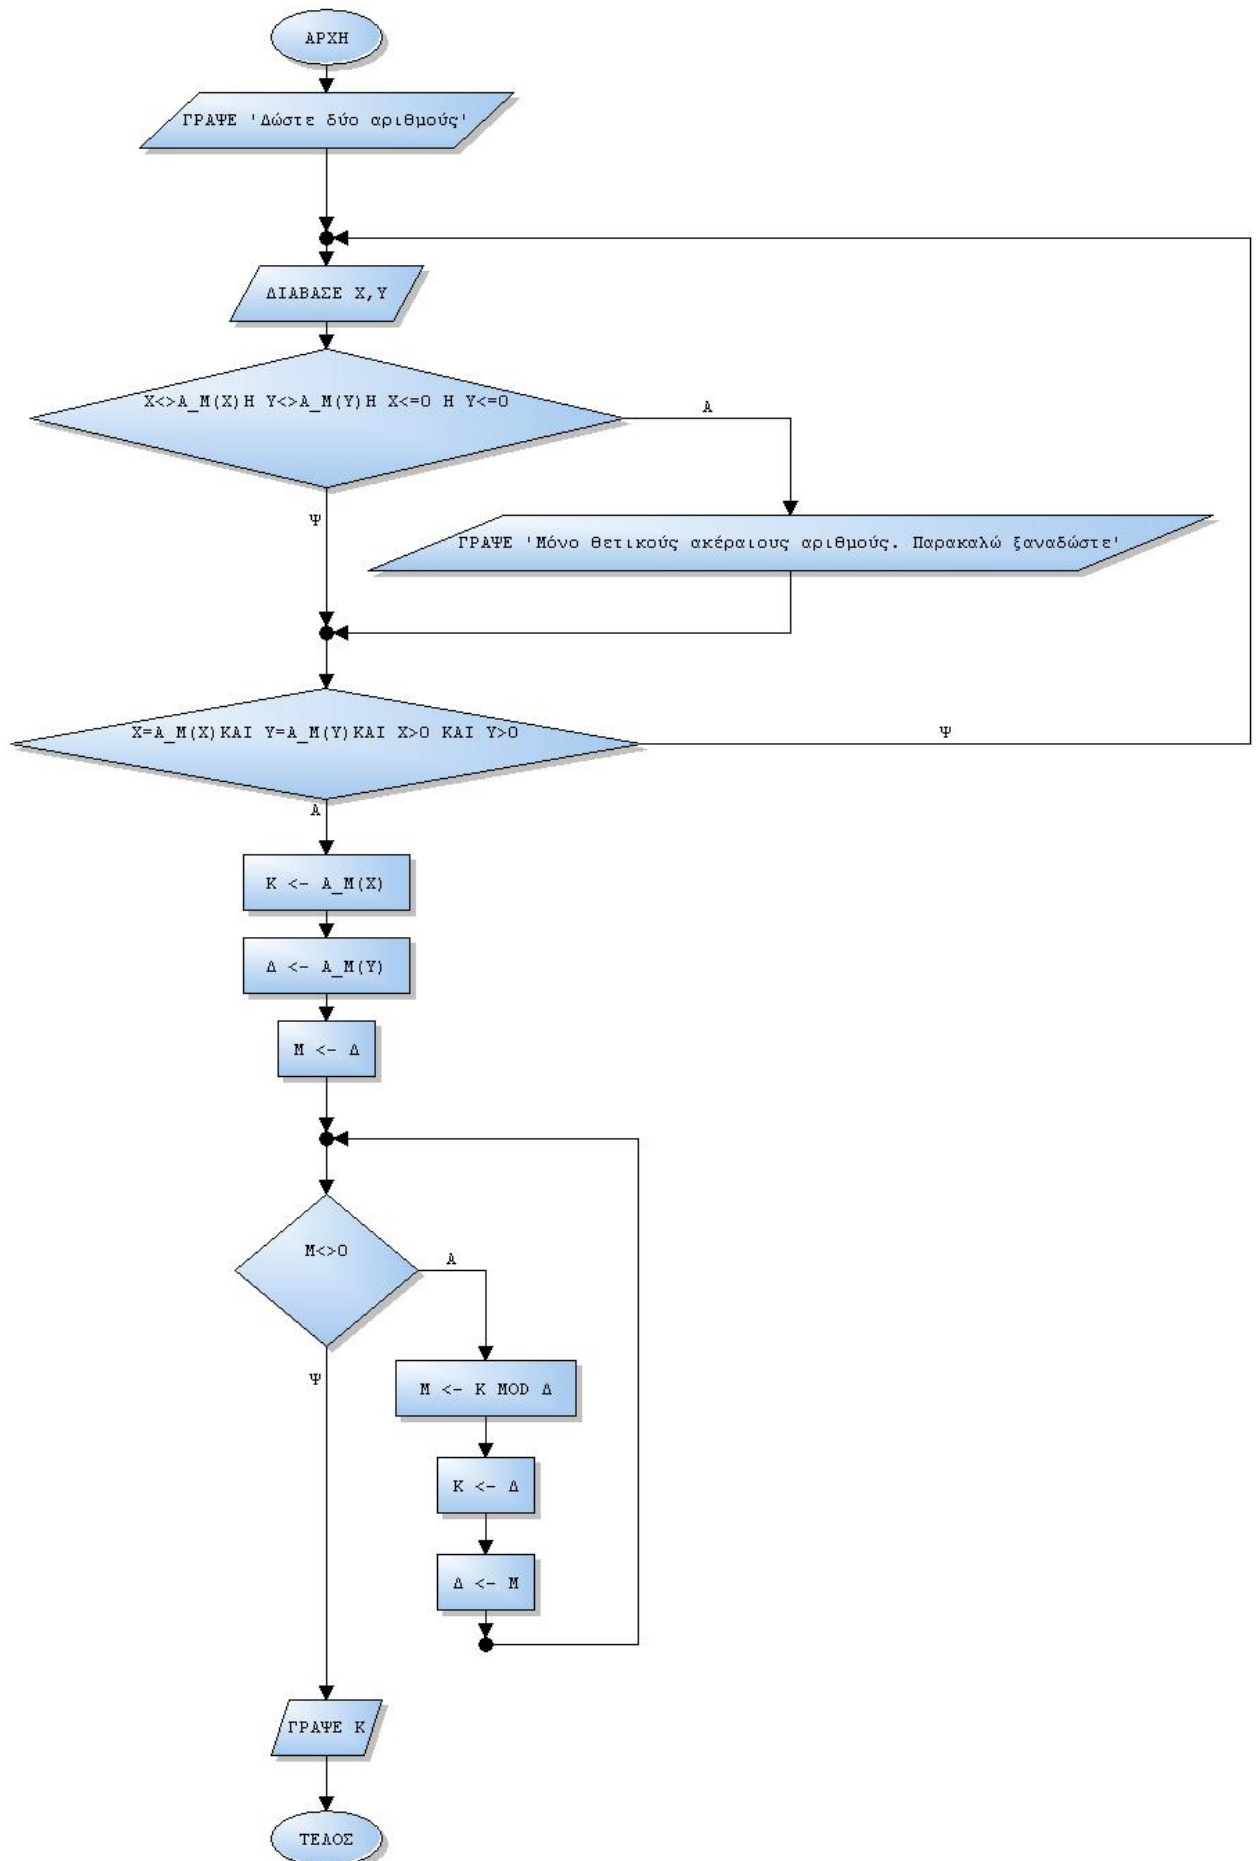 ΑΡΧΗ
ΓΡΑΨΕ 'Δώστε δύο αριθμούς'
ΔΙΑΒΑΣΕ Χ,Υ
Χ<>Α_Μ(Χ)Η Υ<>Α_Μ(Υ)Η Χ<=0 Η Υ<=0
Α
Ψ
ΓΡΑΨΕ 'Μόνο θετικούς ακέραιους αριθμούς. Παρακαλώ ξαναδώστε'
Χ=Α_Μ(Χ)ΚΑΙ Υ=Α_Μ(Υ)ΚΑΙ Χ>0 ΚΑΙ Υ>0
Ψ
Α
Κ <- Α_Μ(Χ)
Δ <- Α_Μ(Υ)
Μ <- Δ
Μ<>0
Α
Ψ
Μ <- Κ MOD Δ
Κ <- Δ
Δ <- Μ
ΓΡΑΨΕ Κ
ΤΕΛΟΣ